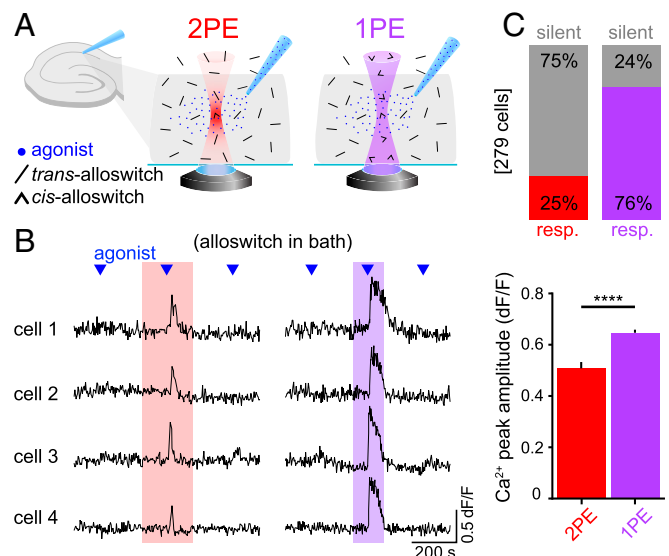 A
2PE
1PE
agonist
trans-alloswitch
cis-alloswitch
B
(alloswitch in bath)
agonist
cell 1
cell 2
cell 3
cell 4
0.5 dF/F
200 s
C
silent
silent
75%
24%
[279 cells]
25%
76%
resp.
resp.
Ca2+ peak amplitude (dF/F)
0.8
0.6
0.4
0.2
0
****
2PE
1PE